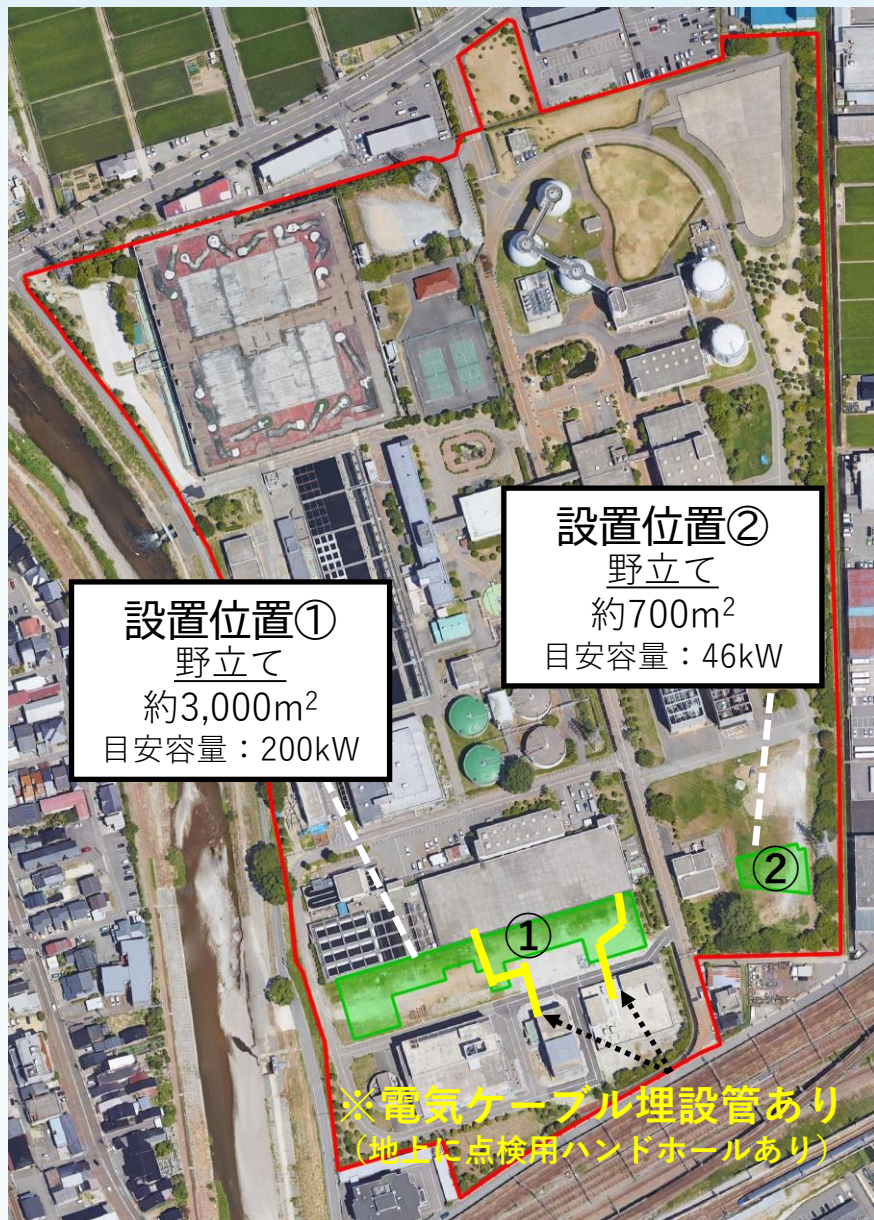 設置位置②
野立て
約700m²
目安容量：46kW
設置位置①
野立て
約3,000m²
目安容量：200kW
②
①
※電気ケーブル埋設管あり
（地上に点検用ハンドホールあり）